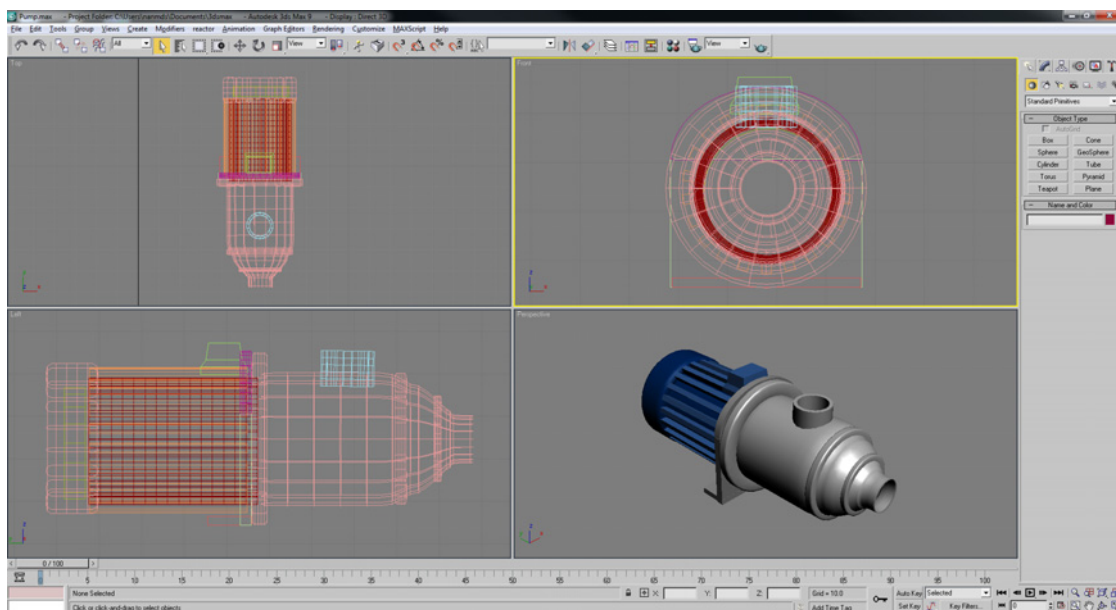 Pump.max - Project Folder: C:\Users\nanmds\Documents\3dsmax - Autodesk 3ds Max 9 - Display : Direct 3D
File Edit Tools Group Views Create Modifiers reactor Animation Graph Editors Rendering Customize MAXScript Help
All View View
Top
Front
Standard Primitives
Object Type
AutoGrid
Box Cone
Sphere GeoSphere
Cylinder Tube
Torus Pyramid
Teapot Plane
Name and Color
Left
Perspective
0 / 100
0 5 10 15 20 25 30 35 40 45 50 55 60 65 70 75 80 85 90 95 100
None Selected X: Y: Z: Grid = 10.0 Auto Key Selected
Click or click-and-drag to select objects Add Time Tag Set Key Key Filters... 0